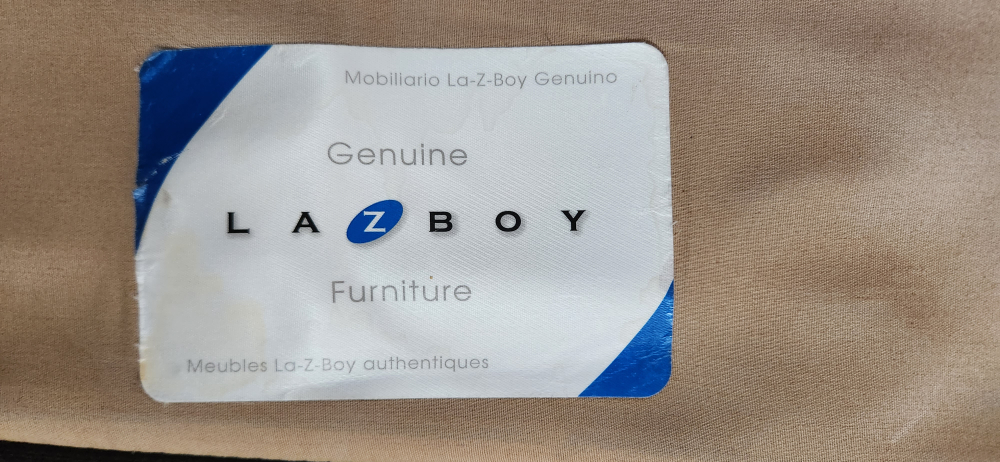 Mobiliario La-Z-Boy Genuino
Genuine
LAZBOY
Furniture
Meubles La-Z-Boy authentiques